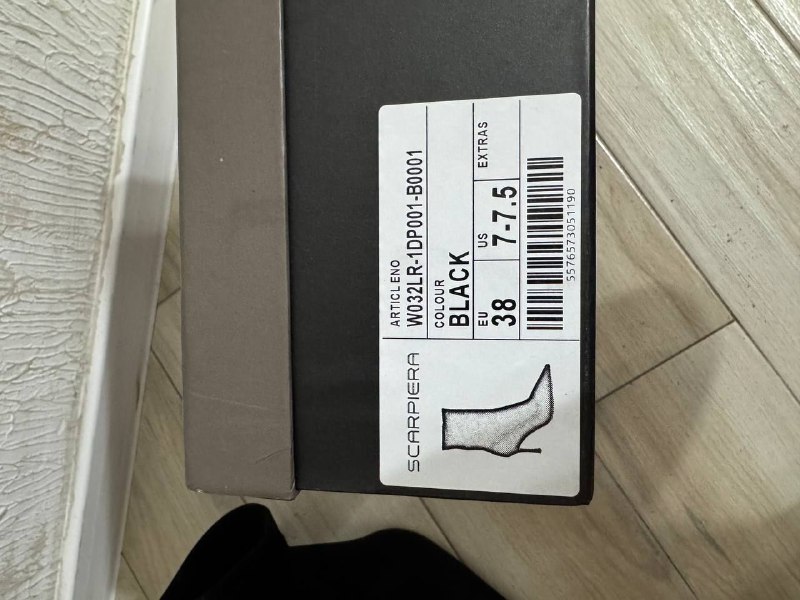 SCARPIERA
ARTICLENO
W032LR-1DP001-B0001
COLOUR
BLACK
EU
38
US
7-7.5
EXTRAS
5576573051190